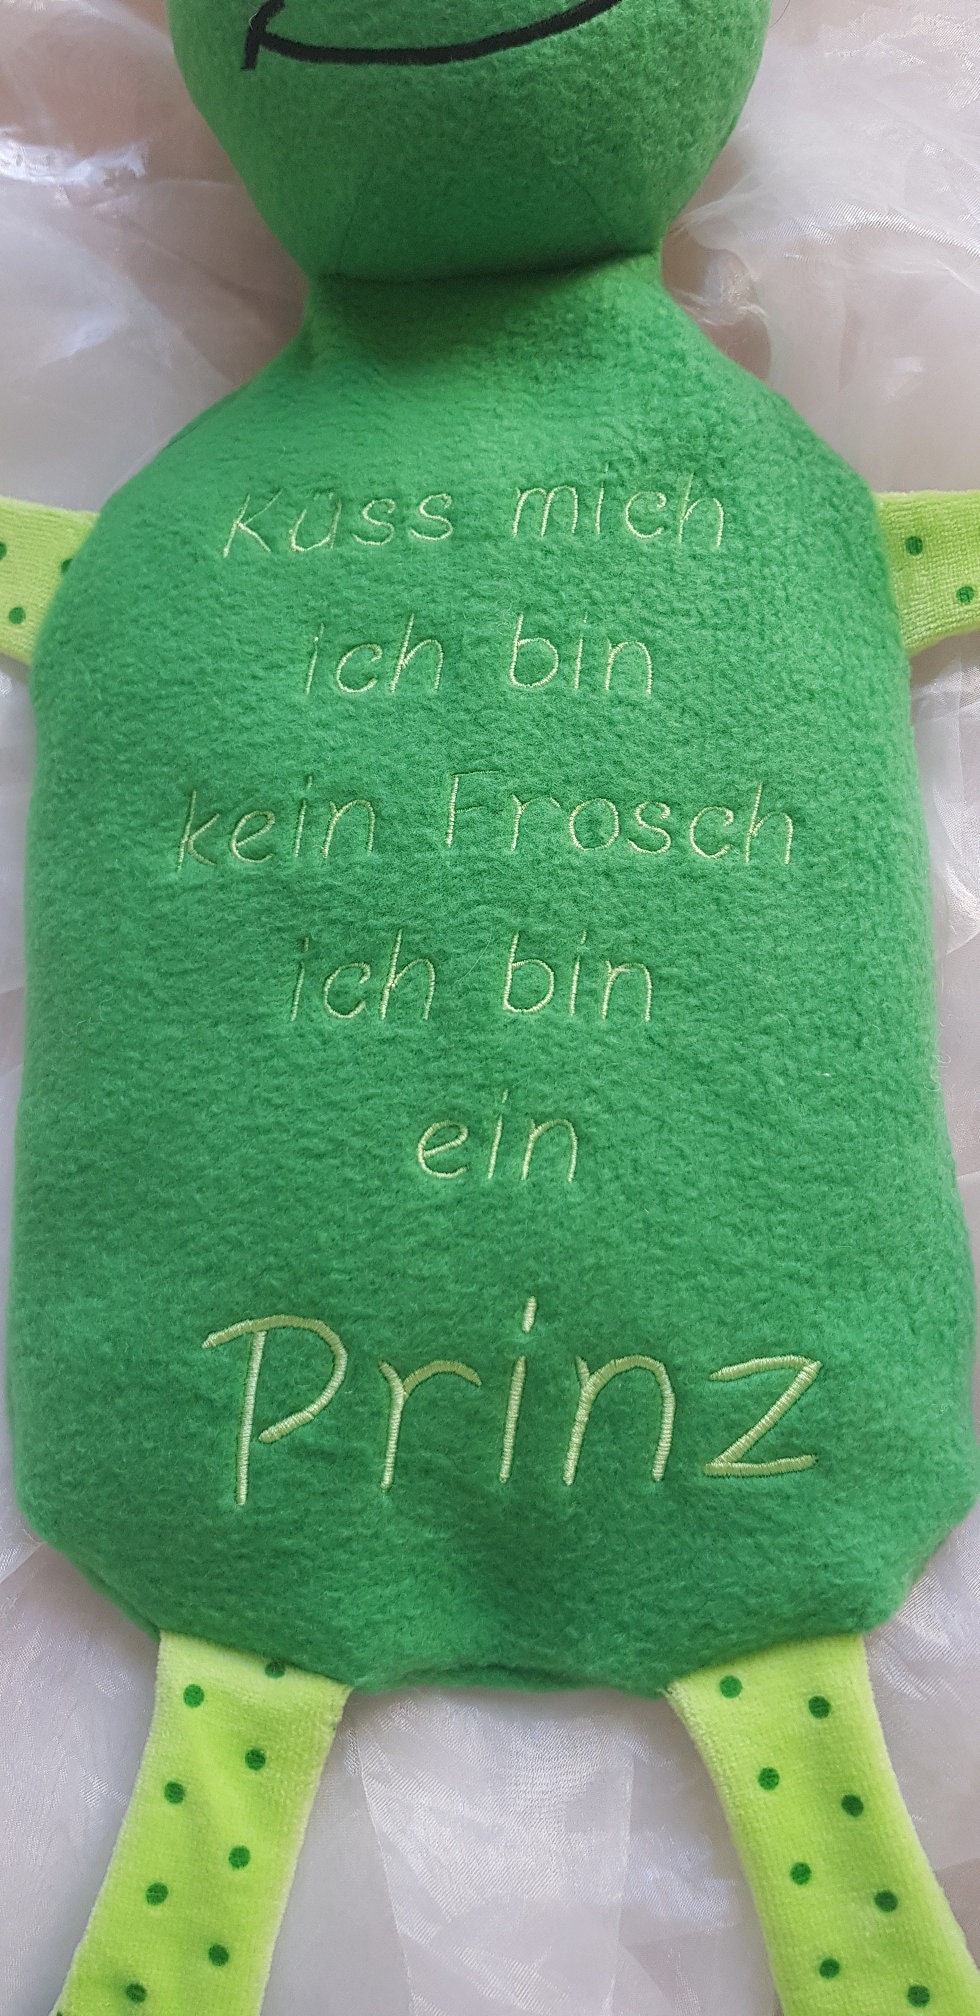 Küss mich
ich bin
kein Frosch
ich bin
ein
Prinz